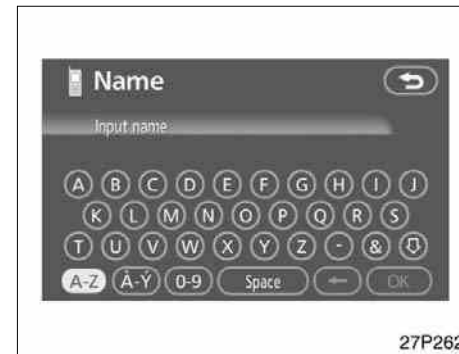 Name
Input name
A B C D E F G H I J
K L M N O P Q R S
T U V W X Y Z - &
A-Z À-Ý 0-9 Space ← OK
27P262